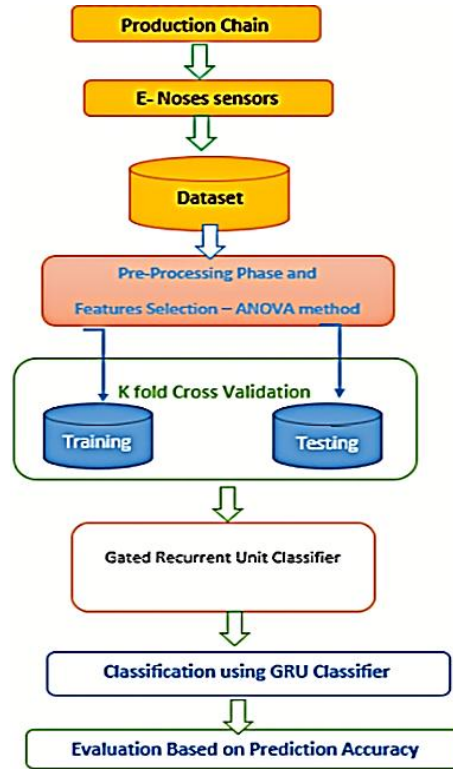 Production Chain
E- Noses sensors
Dataset
Pre-Processing Phase and
Features Selection – ANOVA method
K fold Cross Validation
Training
Testing
Gated Recurrent Unit Classifier
Classification using GRU Classifier
Evaluation Based on Prediction Accuracy